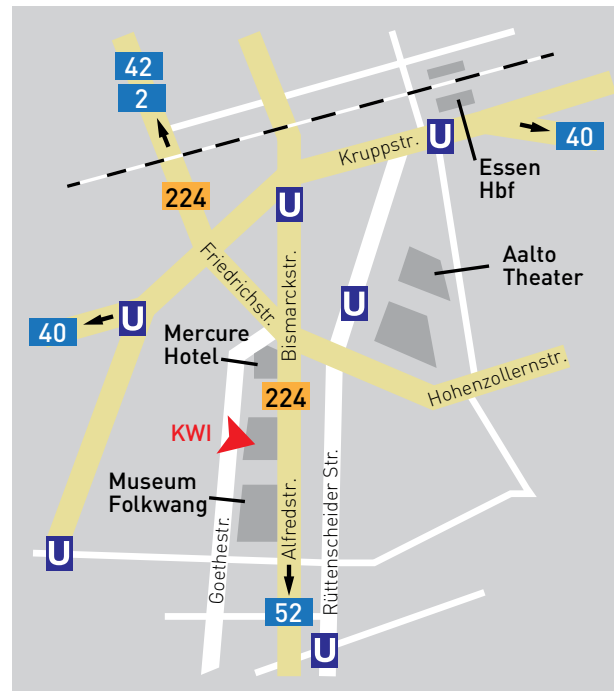 42
2
U
40
Kruppstr.
Essen
Hbf
224
U
Friedrichstr.
Aalto
Theater
U
U
40
Bismarckstr.
Mercure
Hotel
Hohenzollernstr.
224
KWI
Museum
Folkwang
Goethestr.
Alfredstr.
Rüttenscheider Str.
U
52
U